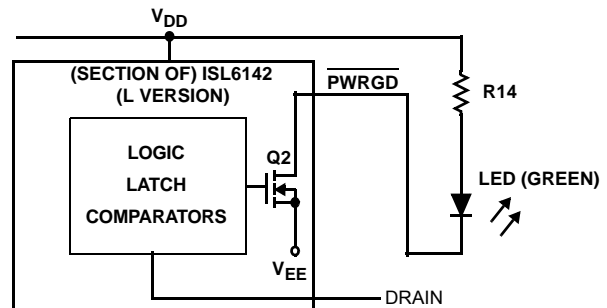 VDD
(SECTION OF) ISL6142
(L VERSION)
PWRGD
R14
LOGIC
LATCH
COMPARATORS
Q2
LED (GREEN)
VEE
DRAIN